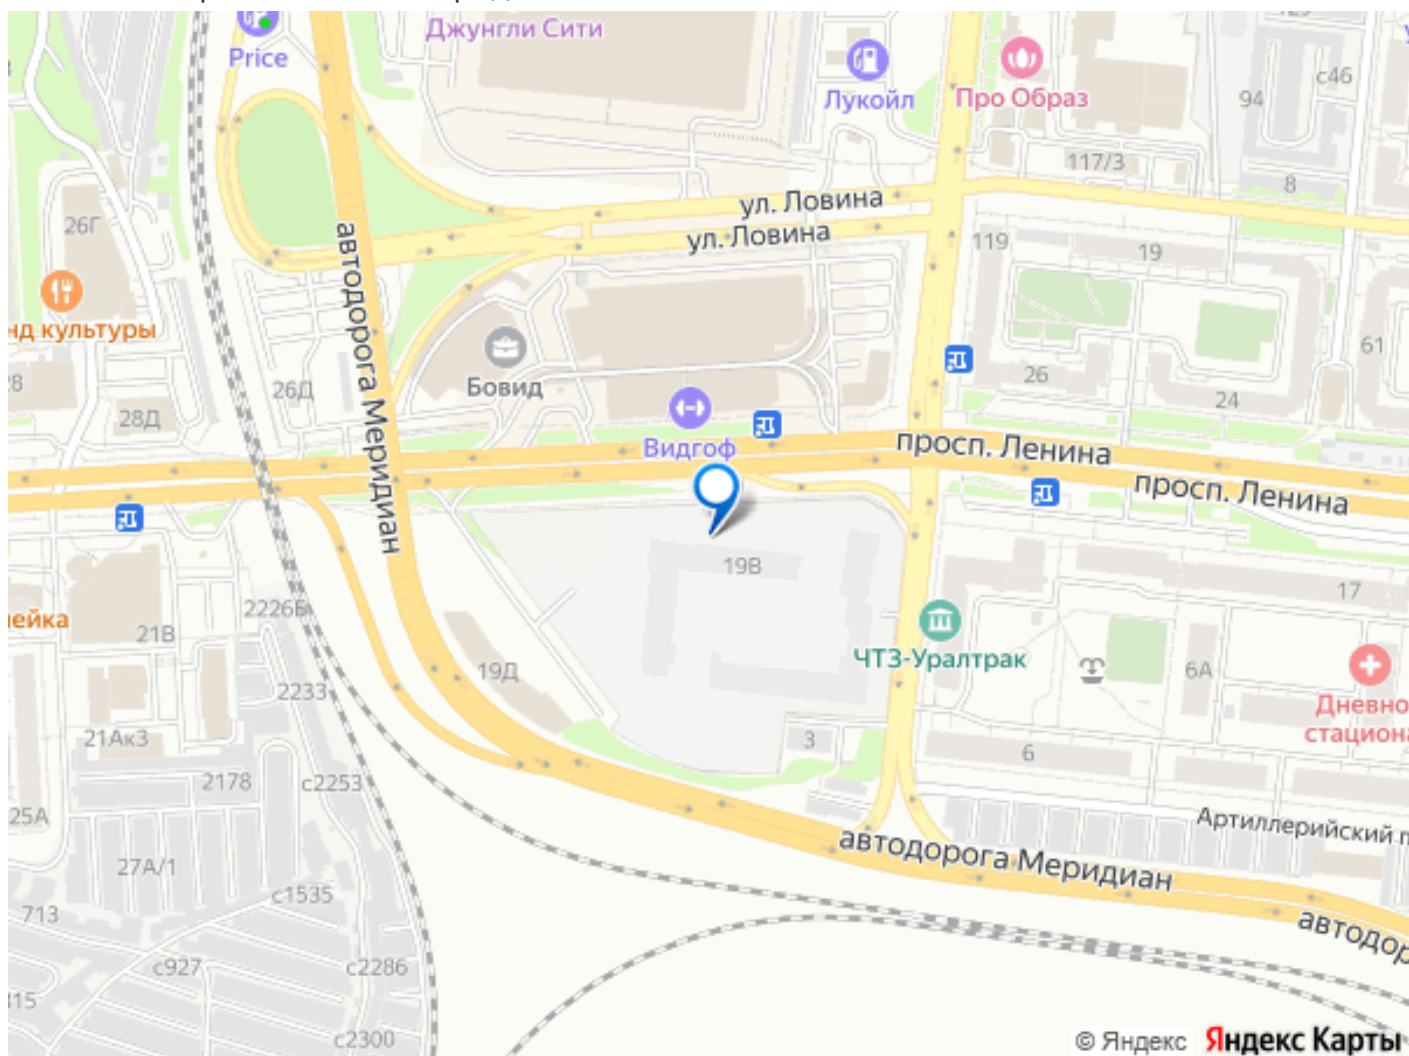 Джунгли Сити
Price
Лукойл
Про Образ
94
с46
117/3
8
ул. Ловина
ул. Ловина
26Г
119
19
автодорога Меридиан
нд культуры
28
Бовид
26Д
28Д
61
26
24
Видгоф
просп. Ленина
просп. Ленина
19В
17
2226Б
ейка
21В
ЧТЗ-Уралтрак
6А
19Д
2233
Дневно
стациона
21Ак3
3
6
2178
с2253
25А
Артиллерийский п
27А/1
автодорога Меридиан
с1535
713
автодор
с927
с2286
315
с2300
© Яндекс Яндекс Карты